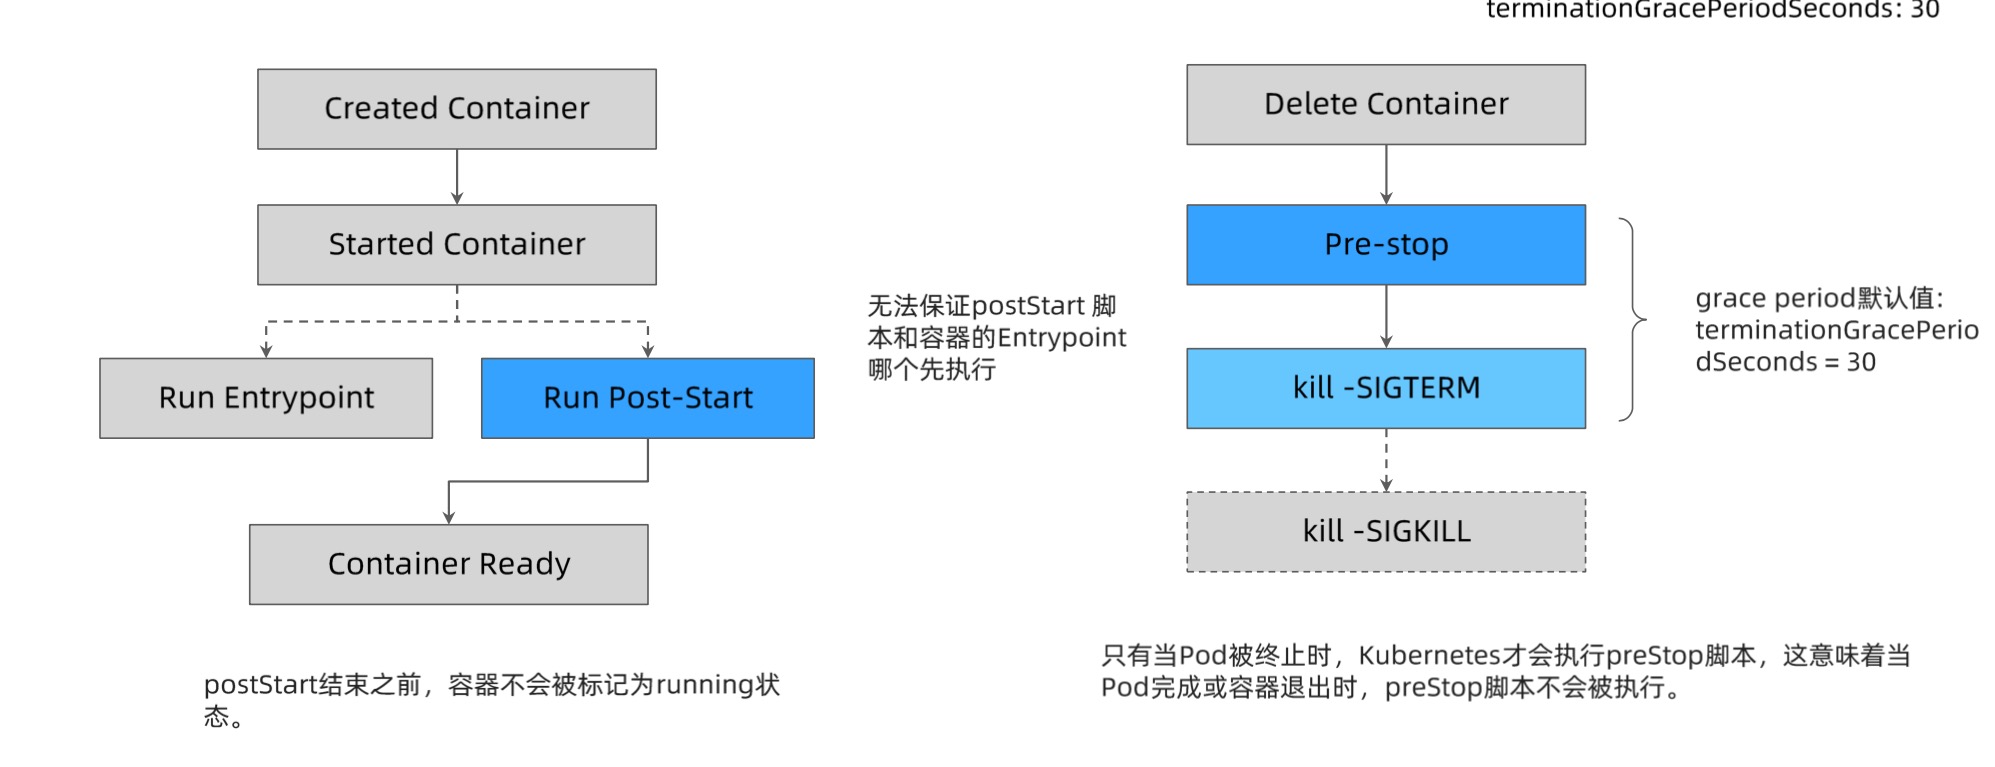 terminationGracePeriodSeconds: 30
Created Container
Started Container
Run Entrypoint
Run Post-Start
Container Ready
postStart结束之前，容器不会被标记为running状
态。
无法保证postStart 脚
本和容器的Entrypoint
哪个先执行
Delete Container
Pre-stop
kill -SIGTERM
kill -SIGKILL
grace period默认值：
terminationGracePerio
dSeconds = 30
只有当Pod被终止时，Kubernetes才会执行preStop脚本，这意味着当
Pod完成或容器退出时，preStop脚本不会被执行。